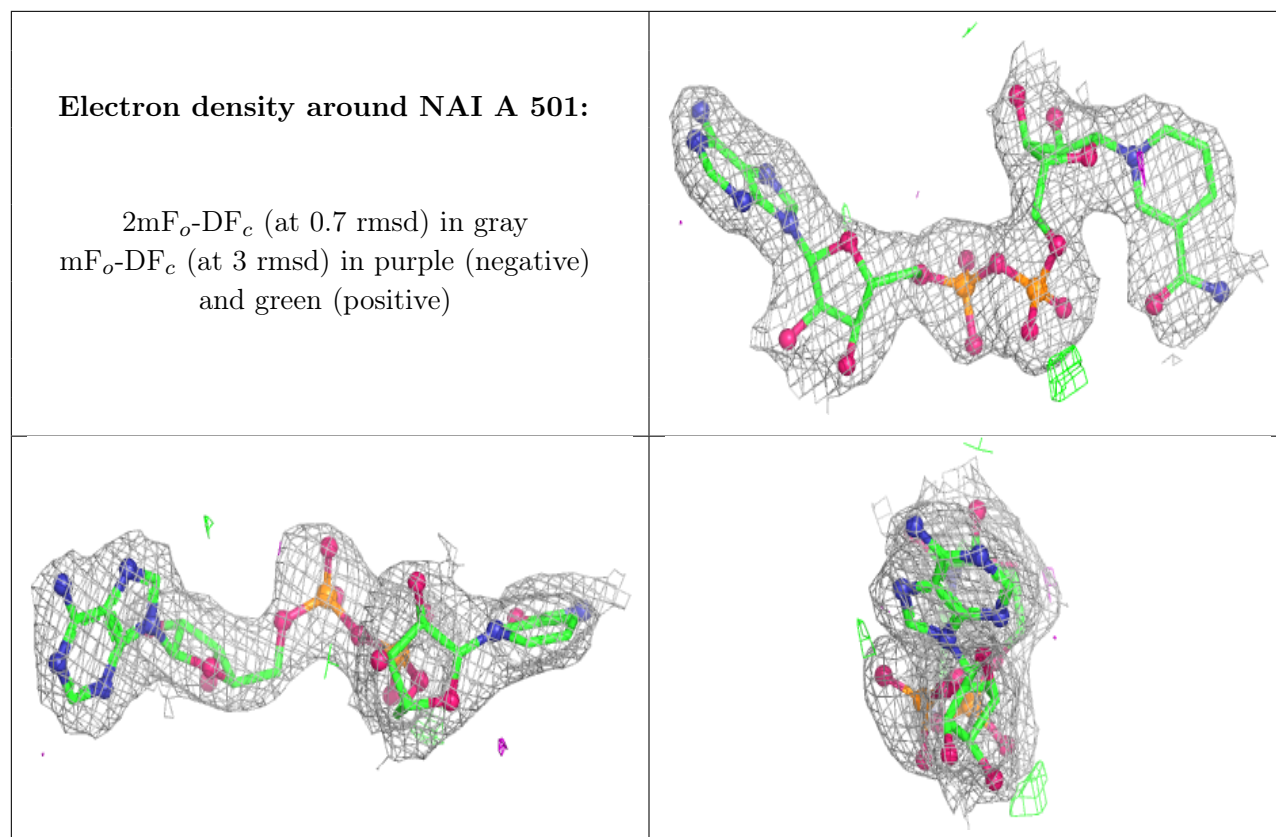 Electron density around NAI A 501:
2mFo-DFc (at 0.7 rmsd) in gray
mFo-DFc (at 3 rmsd) in purple (negative)
and green (positive)